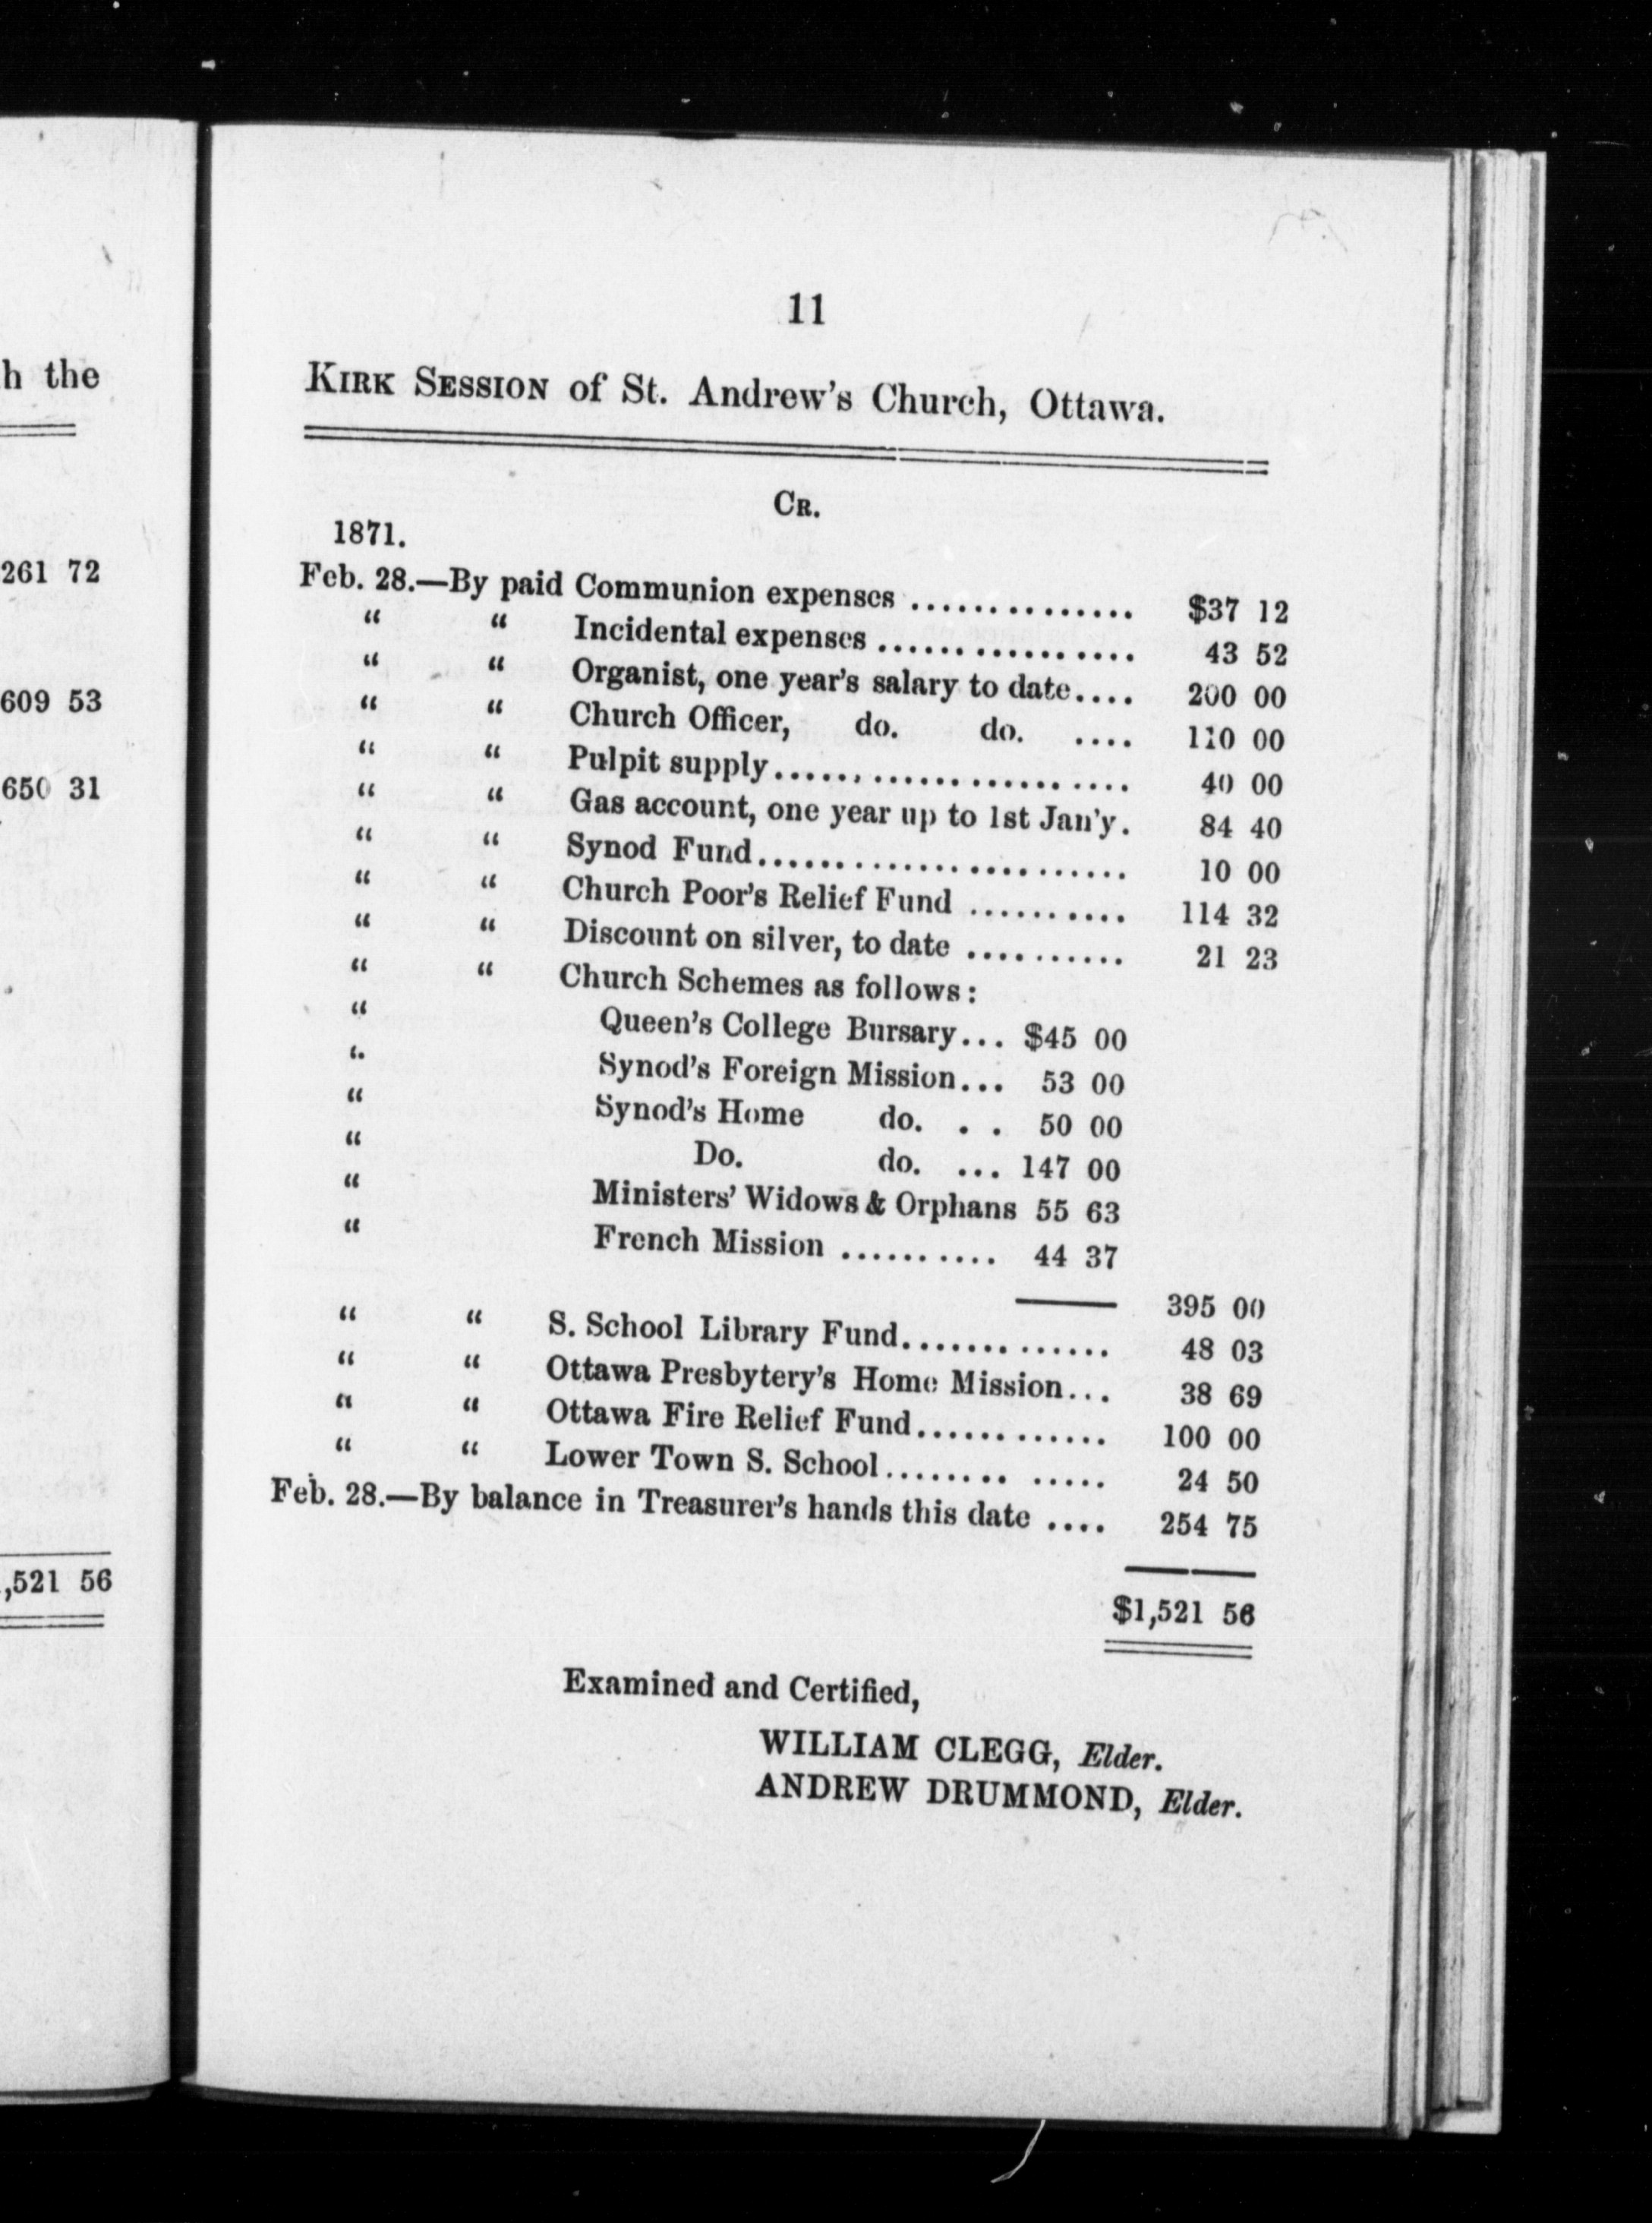 h the
261 72
609 53
650 31
,521 56
11
KIRK SESSION of St. Andrew's Church, Ottawa.
CR.
1871.
Feb. 28.—By paid Communion expenses .............. $37 12
“ “ Incidental expenses ................. 43 52
“ “ Organist, one year's salary to date.... 200 00
“ “ Church Officer, do. do. .... 110 00
“ “ Pulpit supply....................... 40 00
“ “ Gas account, one year up to 1st Jan'y. 84 40
“ “ Synod Fund........................ 10 00
“ “ Church Poor's Relief Fund .......... 114 32
“ “ Discount on silver, to date .......... 21 23
“ “ Church Schemes as follows:
“ Queen's College Bursary... $45 00
“ Synod's Foreign Mission... 53 00
“ Synod's Home do. . . 50 00
“ Do. do. ... 147 00
“ Ministers' Widows & Orphans 55 63
“ French Mission .......... 44 37
395 00
“ “ S. School Library Fund............. 48 03
“ “ Ottawa Presbytery's Home Mission... 38 69
“ “ Ottawa Fire Relief Fund............ 100 00
“ “ Lower Town S. School........ ..... 24 50
Feb. 28.—By balance in Treasurer's hands this date .... 254 75
$1,521 56
Examined and Certified,
WILLIAM CLEGG, Elder.
ANDREW DRUMMOND, Elder.